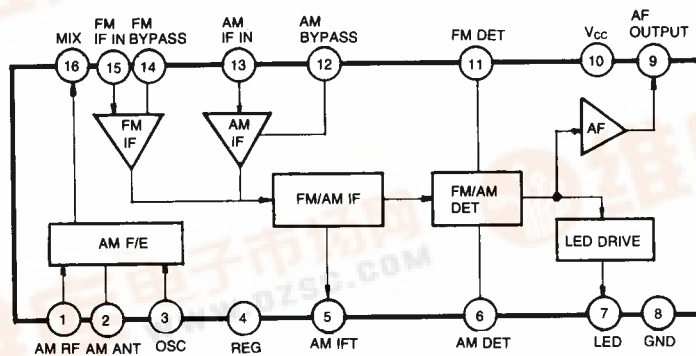 MIX
FM
IF IN
FM
BYPASS
AM
IF IN
AM
BYPASS
FM DET
VCC
AF
OUTPUT
16
15
14
13
12
11
10
9
FM
IF
AM
IF
AF
FM/AM IF
FM/AM
DET
AM F/E
LED DRIVE
WWW.DZSC.COM
1
2
3
4
5
6
7
8
AM RF
AM ANT
OSC
REG
AM IFT
AM DET
LED
GND